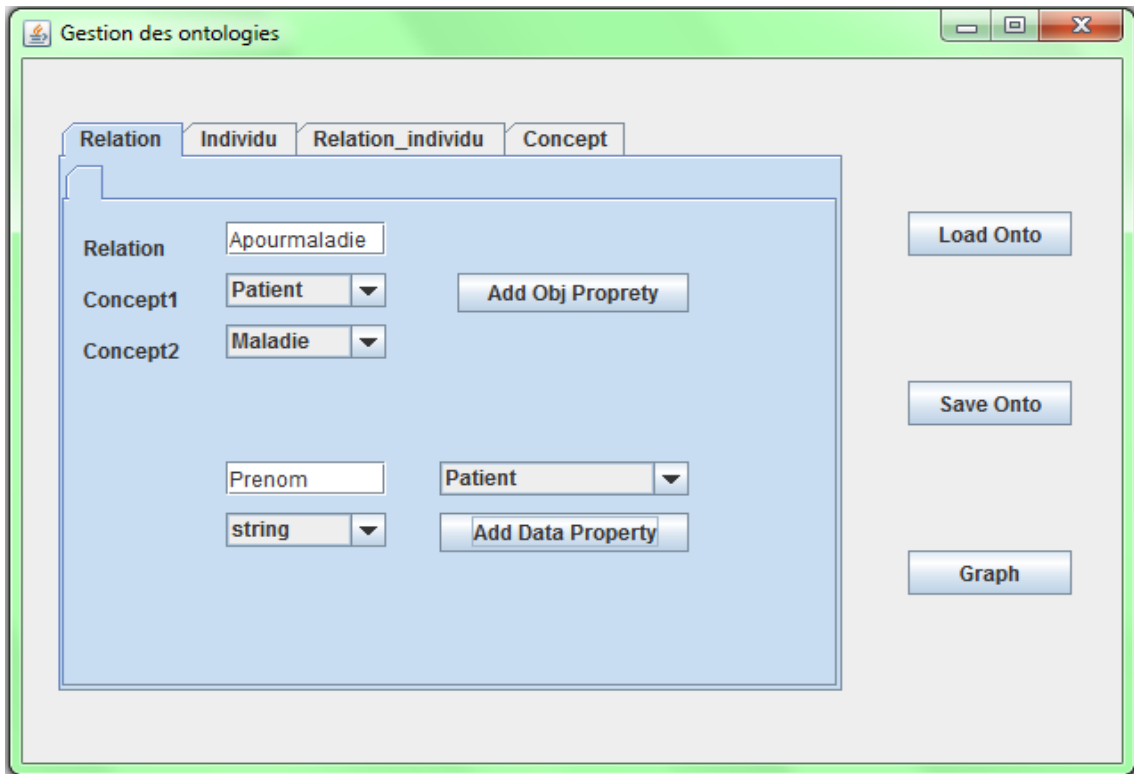 Gestion des ontologies
Relation Individu Relation_individu Concept
Relation Apourmaladie Load Onto
Concept1 Patient Add Obj Proprety
Concept2 Maladie
Save Onto
Prenom Patient
string Add Data Property
Graph